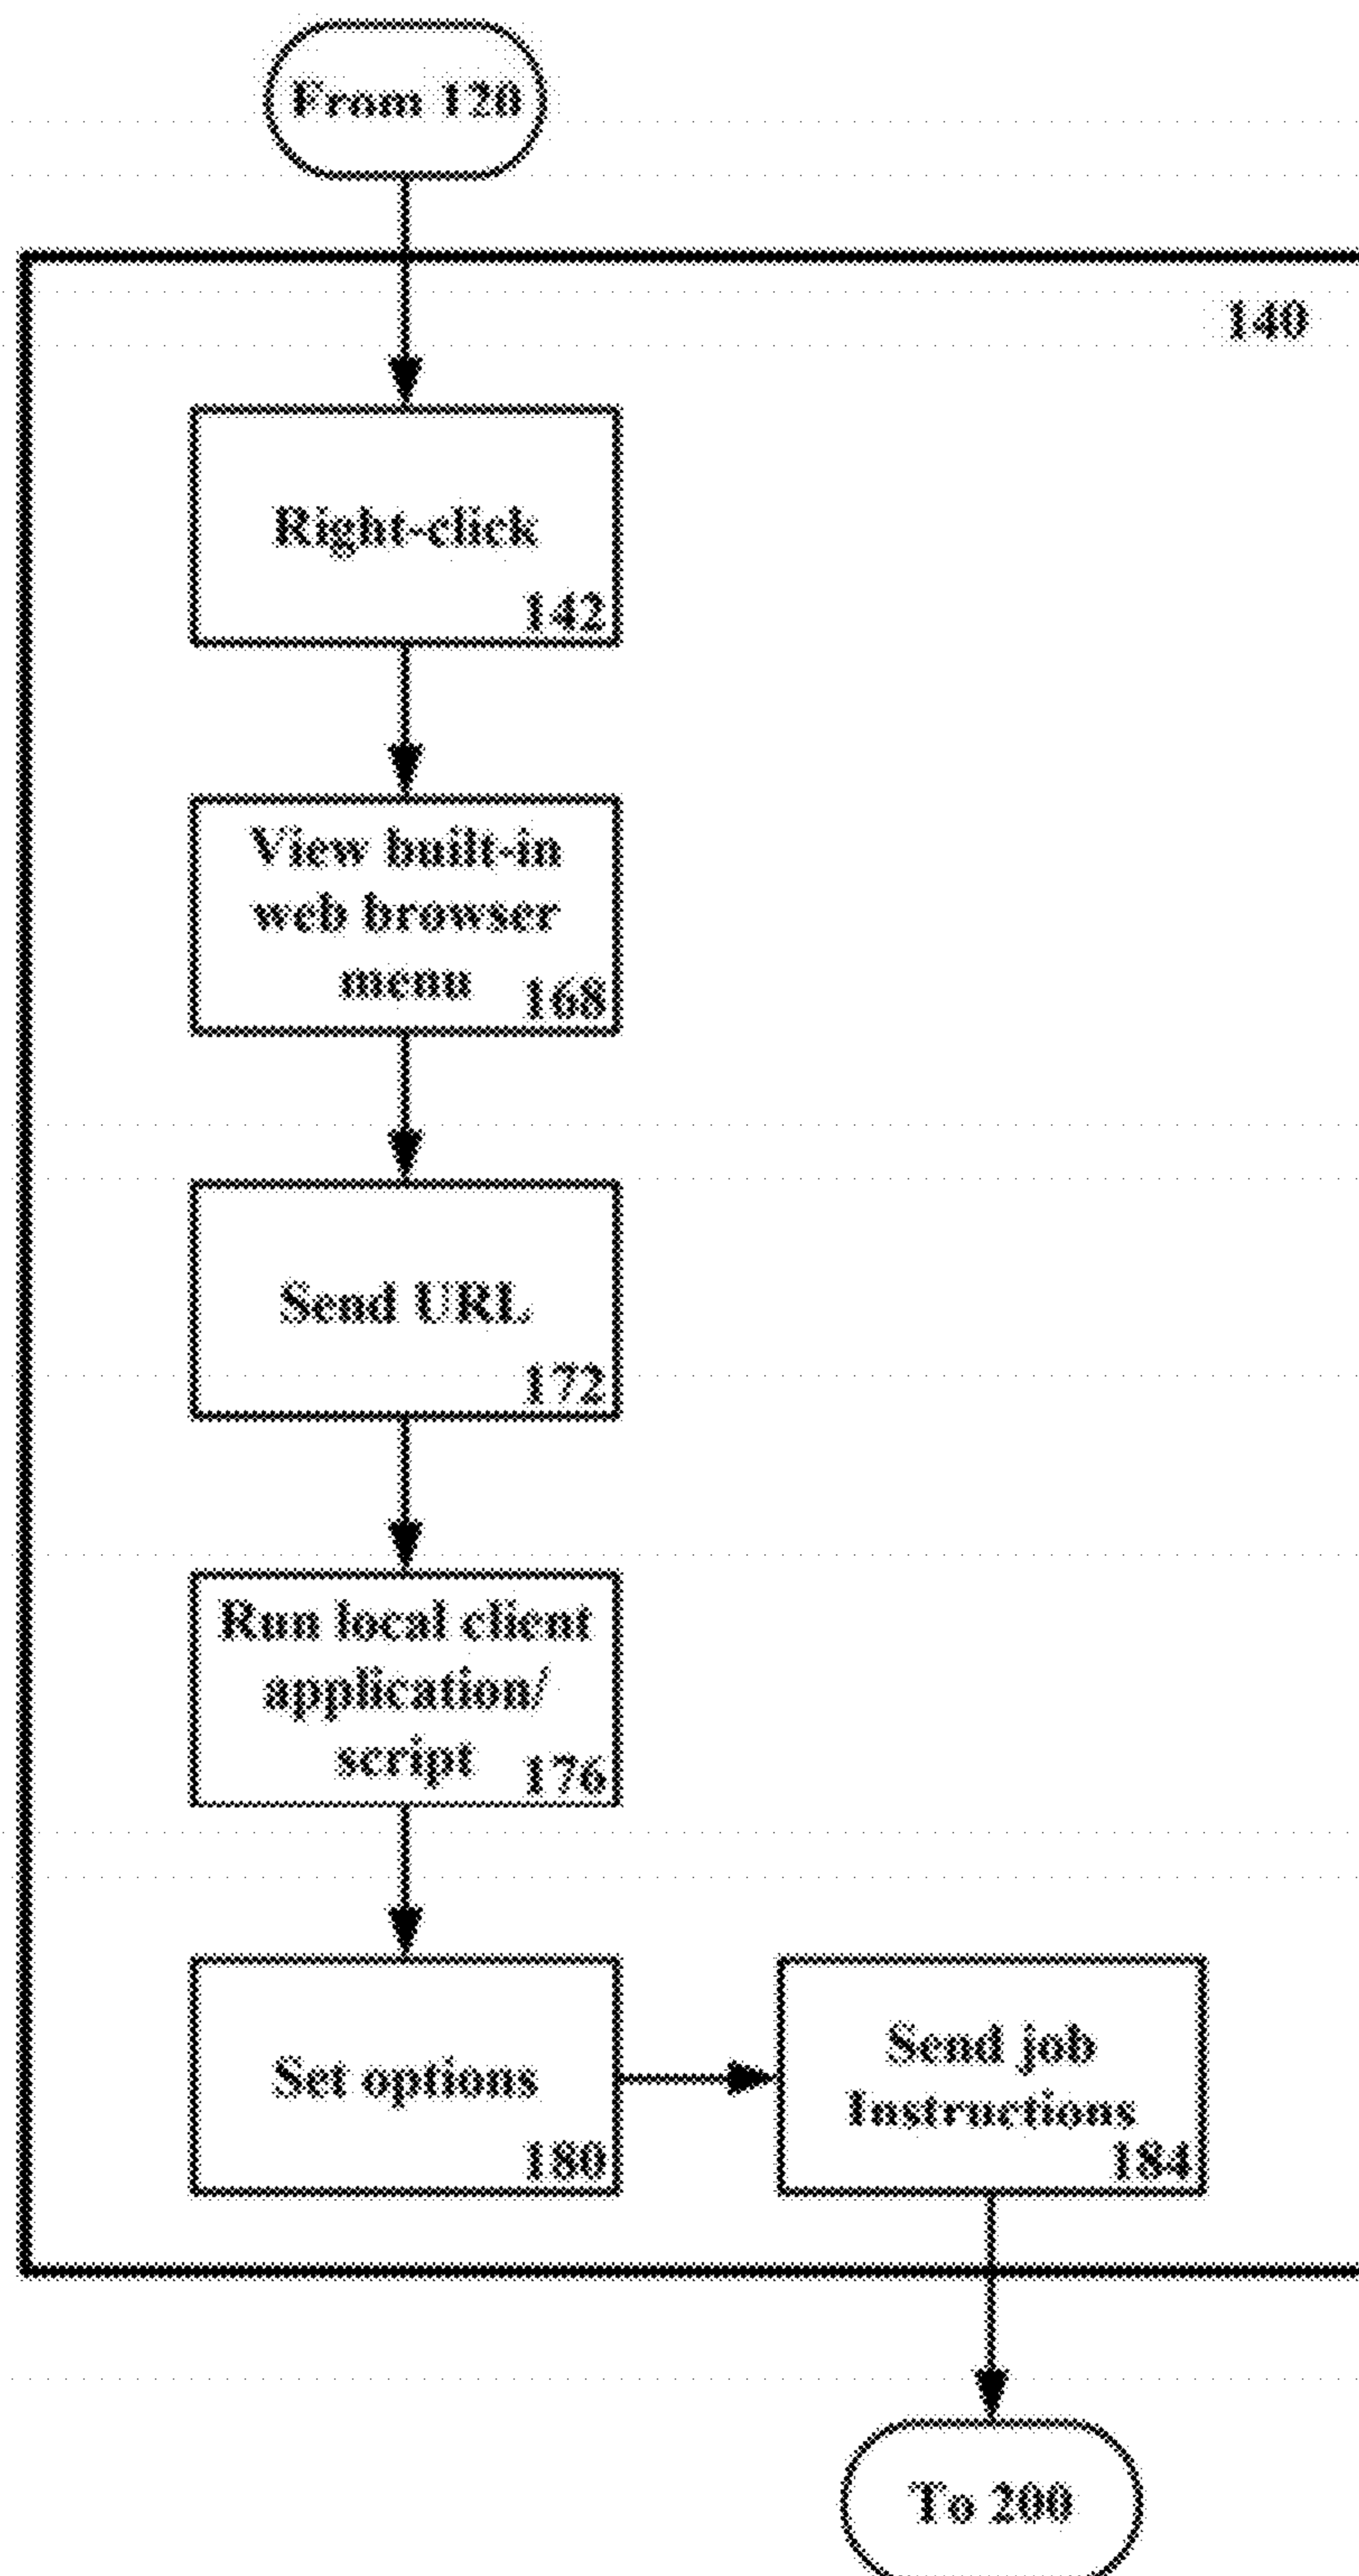 From 120
140
Right-click
142
View built-in
web browser
menu
168
Send URL
172
Run local client
application/
script
176
Set options
180
Send job
Instructions
184
To 200